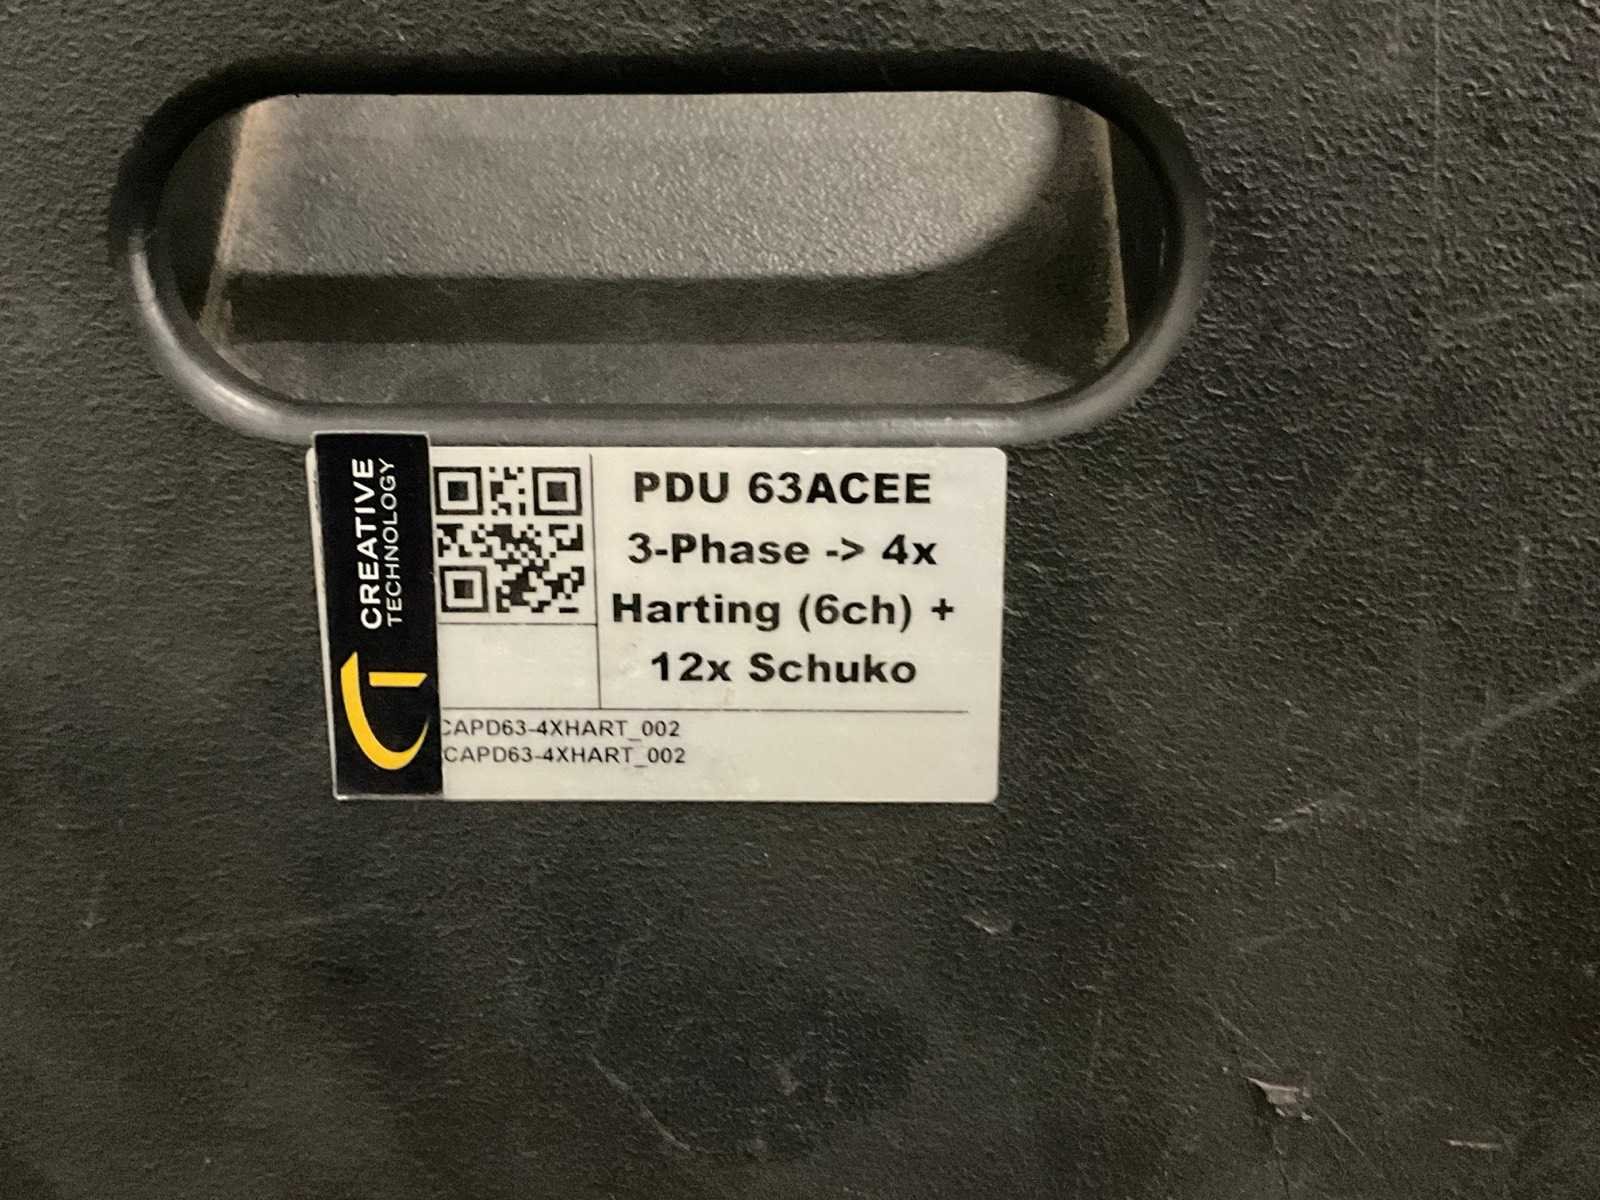 CREATIVE
TECHNOLOGY
PDU 63ACEE
3-Phase -> 4x
Harting (6ch) +
12x Schuko
CAPD63-4XHART_002
CAPD63-4XHART_002